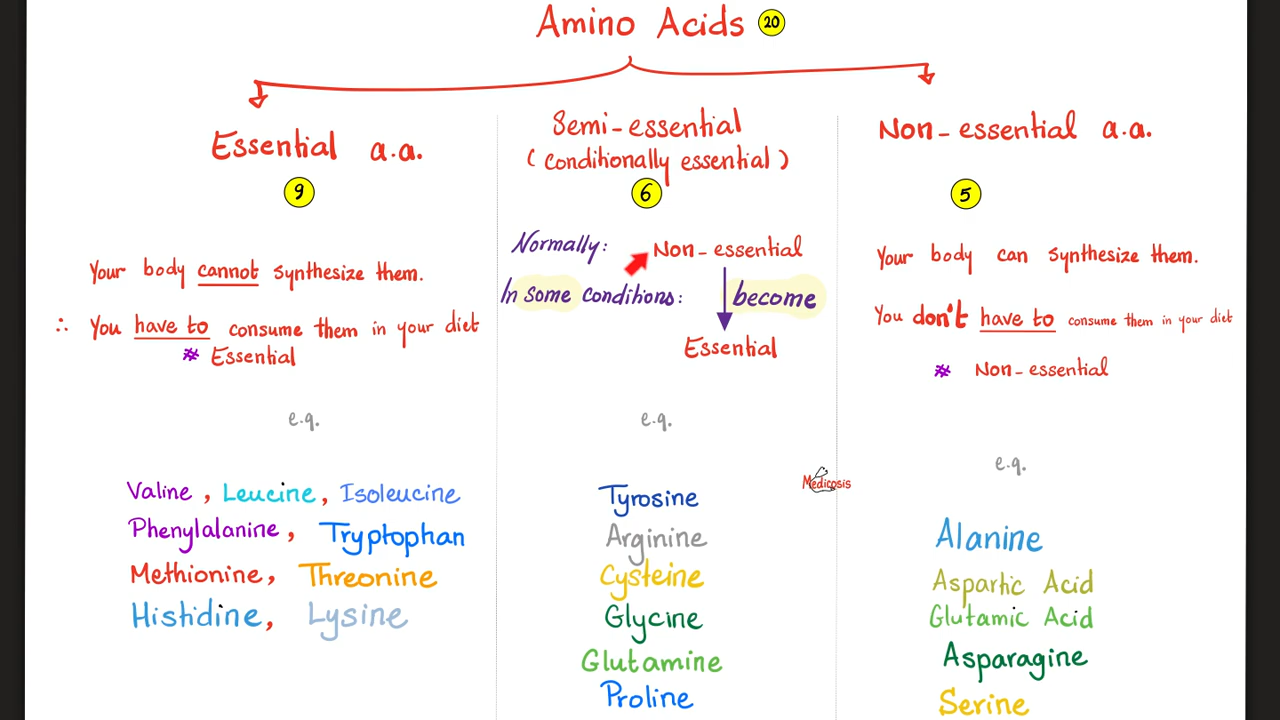 Amino Acids 20
Essential a.a.
9
Your body cannot synthesize them.
∴ You have to consume them in your diet
* Essential
e.g.
Valine, Leucine, Isoleucine
Phenylalanine, Tryptophan
Methionine, Threonine
Histidine, Lysine
Semi-essential
(conditionally essential)
6
Normally: Non-essential
In some conditions: become
Essential
e.g.
Tyrosine
Arginine
Cysteine
Glycine
Glutamine
Proline
Medicosis
Non-essential a.a.
5
Your body can synthesize them.
You don't have to consume them in your diet
* Non-essential
e.g.
Alanine
Aspartic Acid
Glutamic Acid
Asparagine
Serine